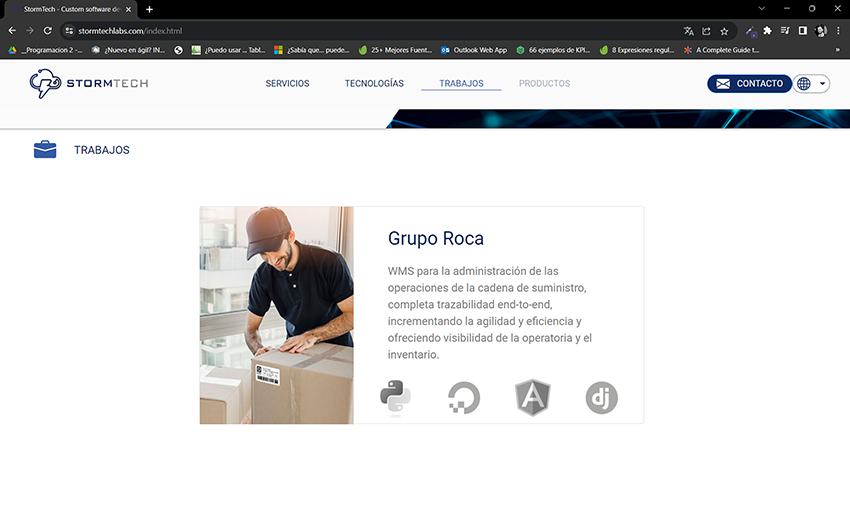 StormTech - Custom software de
stormtechlabs.com/index.html
__Programacion 2 -...
¿Nuevo en ágil? IN...
¿Puedo usar ... Tabl...
¿Sabía que... puede...
25+ Mejores Fuent...
Outlook Web App
66 ejemplos de KPI...
8 Expresiones regul...
A Complete Guide t...
STORMTECH
SERVICIOS
TECNOLOGÍAS
TRABAJOS
PRODUCTOS
CONTACTO
TRABAJOS
Grupo Roca
WMS para la administración de las
operaciones de la cadena de suministro,
completa trazabilidad end-to-end,
incrementando la agilidad y eficiencia y
ofreciendo visibilidad de la operatoria y el
inventario.
A
dj